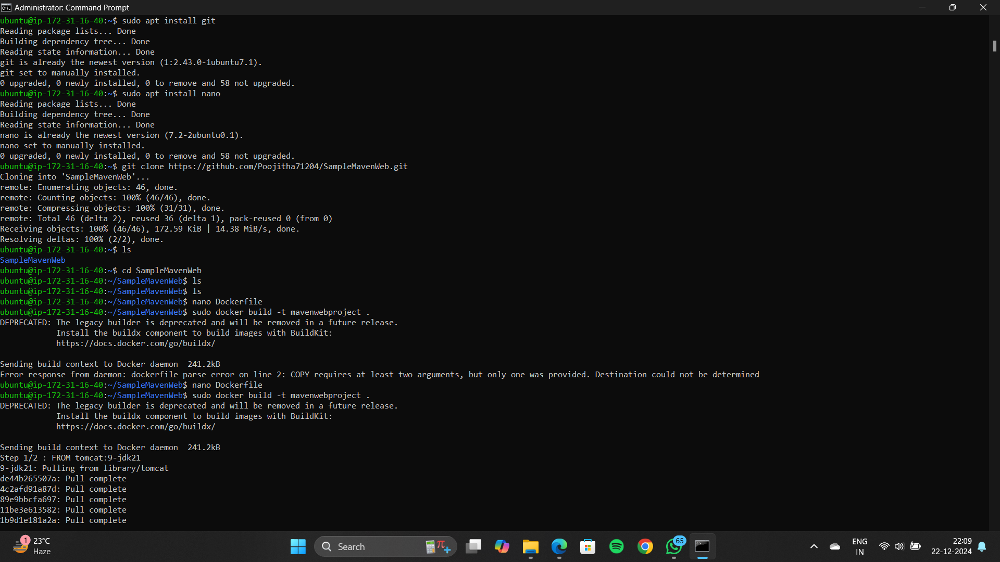 Administrator: Command Prompt
ubuntu@ip-172-31-16-40:~$ sudo apt install git
Reading package lists... Done
Building dependency tree... Done
Reading state information... Done
git is already the newest version (1:2.43.0-1ubuntu7.1).
git set to manually installed.
0 upgraded, 0 newly installed, 0 to remove and 58 not upgraded.
ubuntu@ip-172-31-16-40:~$ sudo apt install nano
Reading package lists... Done
Building dependency tree... Done
Reading state information... Done
nano is already the newest version (7.2-2ubuntu0.1).
nano set to manually installed.
0 upgraded, 0 newly installed, 0 to remove and 58 not upgraded.
ubuntu@ip-172-31-16-40:~$ git clone https://github.com/Poojitha71204/SampleMavenWeb.git
Cloning into 'SampleMavenWeb'...
remote: Enumerating objects: 46, done.
remote: Counting objects: 100% (46/46), done.
remote: Compressing objects: 100% (31/31), done.
remote: Total 46 (delta 2), reused 36 (delta 1), pack-reused 0 (from 0)
Receiving objects: 100% (46/46), 172.59 KiB | 14.38 MiB/s, done.
Resolving deltas: 100% (2/2), done.
ubuntu@ip-172-31-16-40:~$ ls
SampleMavenWeb
ubuntu@ip-172-31-16-40:~$ cd SampleMavenWeb
ubuntu@ip-172-31-16-40:~/SampleMavenWeb$ ls
ubuntu@ip-172-31-16-40:~/SampleMavenWeb$ ls
ubuntu@ip-172-31-16-40:~/SampleMavenWeb$ nano Dockerfile
ubuntu@ip-172-31-16-40:~/SampleMavenWeb$ sudo docker build -t mavenwebproject .
DEPRECATED: The legacy builder is deprecated and will be removed in a future release.
Install the buildx component to build images with BuildKit:
https://docs.docker.com/go/buildx/
Sending build context to Docker daemon  241.2kB
Error response from daemon: dockerfile parse error on line 2: COPY requires at least two arguments, but only one was provided. Destination could not be determined
ubuntu@ip-172-31-16-40:~/SampleMavenWeb$ nano Dockerfile
ubuntu@ip-172-31-16-40:~/SampleMavenWeb$ sudo docker build -t mavenwebproject .
DEPRECATED: The legacy builder is deprecated and will be removed in a future release.
Install the buildx component to build images with BuildKit:
https://docs.docker.com/go/buildx/
Sending build context to Docker daemon  241.2kB
Step 1/2 : FROM tomcat:9-jdk21
9-jdk21: Pulling from library/tomcat
de44b265507a: Pull complete
4c2afd91a87d: Pull complete
89e9bbcfa697: Pull complete
11be3e613582: Pull complete
1b9d1e181a2a: Pull complete
1
23°C
Haze
Search
65
ENG
IN
22:09
22-12-2024